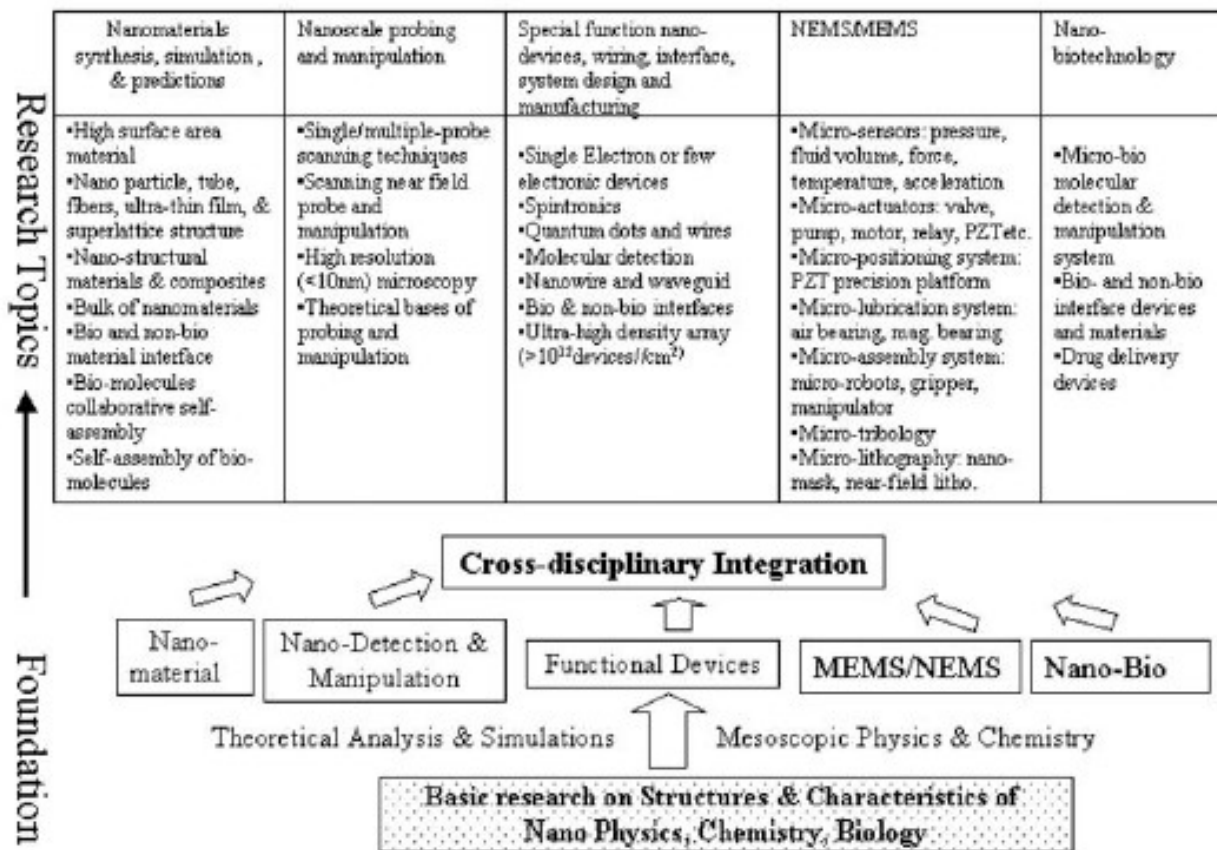 Nanomaterials
synthesis, simulation ,
& predictions
Nanoscale probing
and manipulation
Special function nano-
devices, wiring, interface,
system design and
manufacturing
NEMS/MEMS
Nano-
biotechnology
Research Topics
•High surface area
material
•Nano particle, tube,
fibers, ultra-thin film, &
superlattice structure
•Nano-structural
materials & composites
•Bulk of nanomaterials
•Bio and non-bio
material interface
•Bio-molecules
collaborative self-
assembly
•Self-assembly of bio-
molecules
•Single/multiple-probe
scanning techniques
•Scanning near field
probe and
manipulation
•High resolution
(<10nm) microscopy
•Theoretical bases of
probing and
manipulation
•Single Electron or few
electronic devices
•Spintronics
•Quantum dots and wires
•Molecular detection
•Nanowire and waveguid
•Bio & non-bio interfaces
•Ultra-high density array
devices//cm²)
•Micro-sensors: pressure,
fluid volume, force,
temperature, acceleration
•Micro-actuators: valve,
pump, motor, relay, PZT etc.
•Micro-positioning system:
PZT precision platform
•Micro-lubrication system:
air bearing, mag. bearing
•Micro-assembly system:
micro-robots, gripper,
manipulator
•Micro-tribology
•Micro-lithography: nano-
mask, near-field litho.
•Micro-bio
molecular
detection &
manipulation
system
•Bio- and non-bio
interface devices
and materials
•Drug delivery
devices
Cross-disciplinary Integration
Foundation
Nano-
material
Nano-Detection &
Manipulation
Functional Devices
MEMS/NEMS
Nano-Bio
Theoretical Analysis & Simulations
Mesoscopic Physics & Chemistry
Basic research on Structures & Characteristics of
Nano Physics, Chemistry, Biology